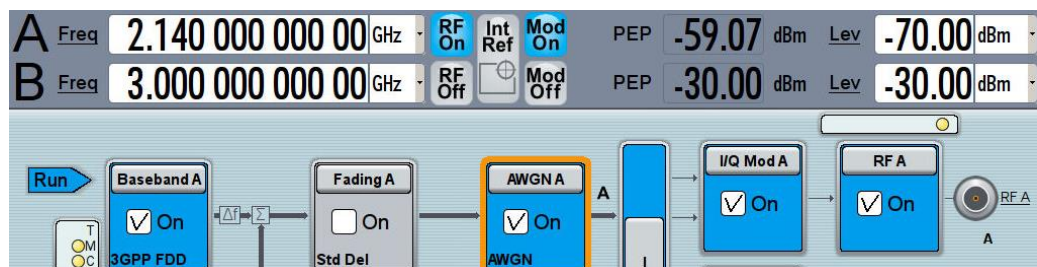 A Freq 2.140 000 000 00 GHz RF On Int Ref Mod On PEP -59.07 dBm Lev -70.00 dBm
B Freq 3.000 000 000 00 GHz RF Off Mod Off PEP -30.00 dBm Lev -30.00 dBm
Run Baseband A Fading A AWGN A I/Q Mod A RF A
On Δf Σ On On A On On RF A
T
M
C
A
3GPP FDD Std Del AWGN